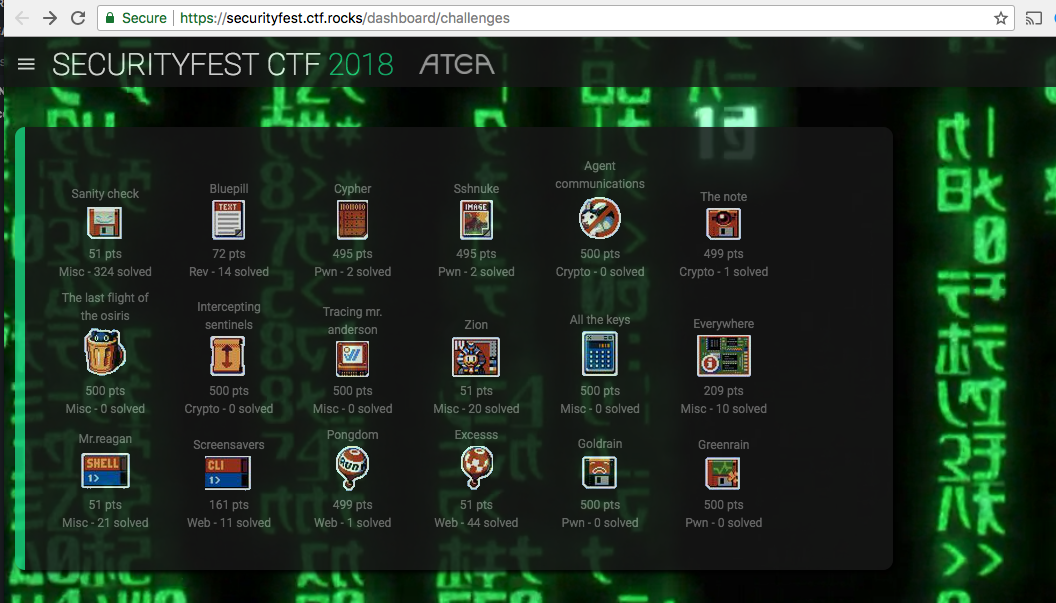 Secure https://securityfest.ctf.rocks/dashboard/challenges
SECURITYFEST CTF 2018 ATEA
Sanity check
51 pts
Misc - 324 solved
Bluepill
TEXT
72 pts
Rev - 14 solved
Cypher
495 pts
Pwn - 2 solved
Sshnuke
IMAGE
495 pts
Pwn - 2 solved
Agent
communications
500 pts
Crypto - 0 solved
The note
499 pts
Crypto - 1 solved
The last flight of
the osiris
500 pts
Misc - 0 solved
Intercepting
sentinels
500 pts
Crypto - 0 solved
Tracing mr.
anderson
500 pts
Misc - 0 solved
Zion
IV
51 pts
Misc - 20 solved
All the keys
500 pts
Misc - 0 solved
Everywhere
209 pts
Misc - 10 solved
Mr.reagan
SHELL
1>
51 pts
Misc - 21 solved
Screensavers
CLI
1>
161 pts
Web - 11 solved
Pongdom
499 pts
Web - 1 solved
Excesss
51 pts
Web - 44 solved
Goldrain
500 pts
Pwn - 0 solved
Greenrain
500 pts
Pwn - 0 solved